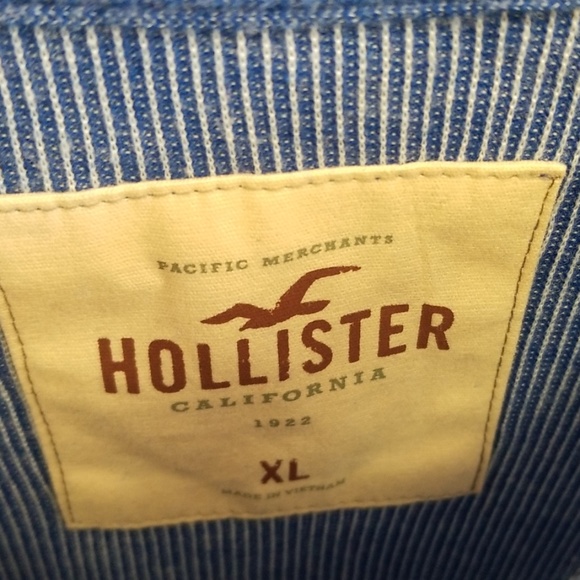 PACIFIC MERCHANTS
HOLLISTER
CALIFORNIA
1922
XL
MADE IN VIETNAM